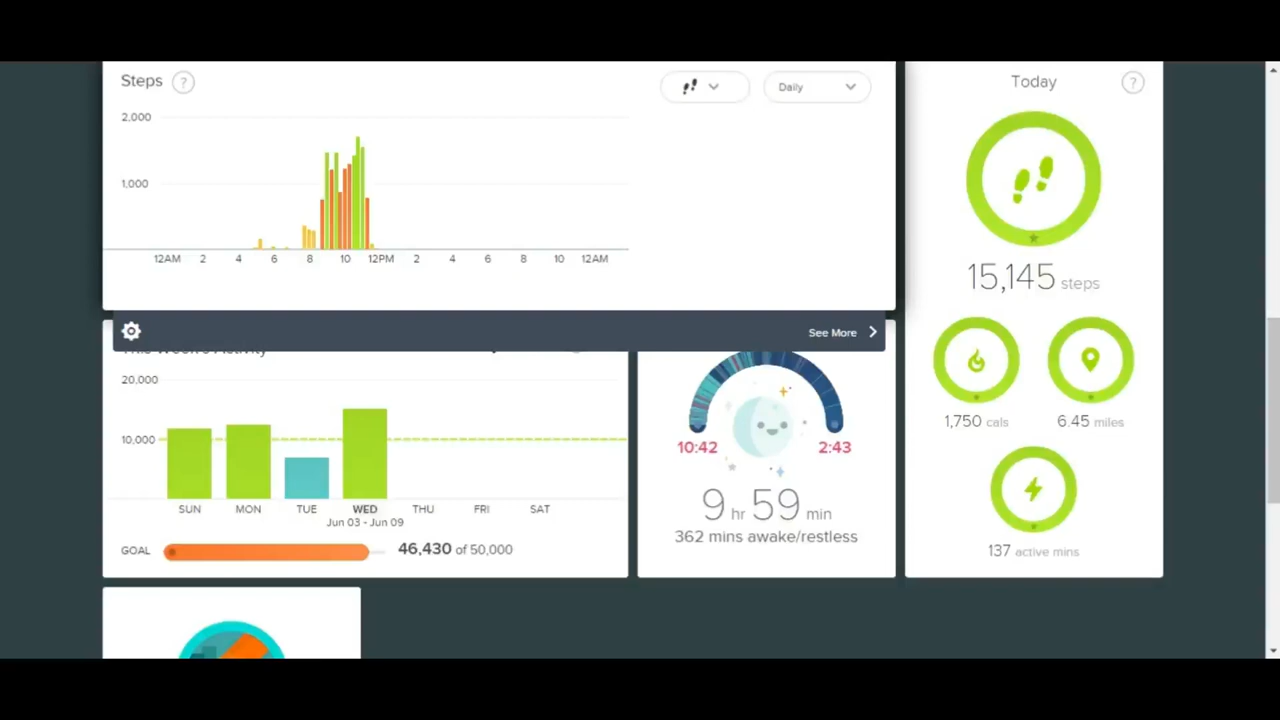 Steps ?
Daily
2,000
1,000
12AM 2 4 6 8 10 12PM 2 4 6 8 10 12AM
Today ?
15,145 steps
1,750 cals
6.45 miles
137 active mins
See More
This Week's Activity
20,000
10,000
SUN MON TUE WED THU FRI SAT
Jun 03 - Jun 09
GOAL 46,430 of 50,000
10:42 2:43
9 hr 59 min
362 mins awake/restless